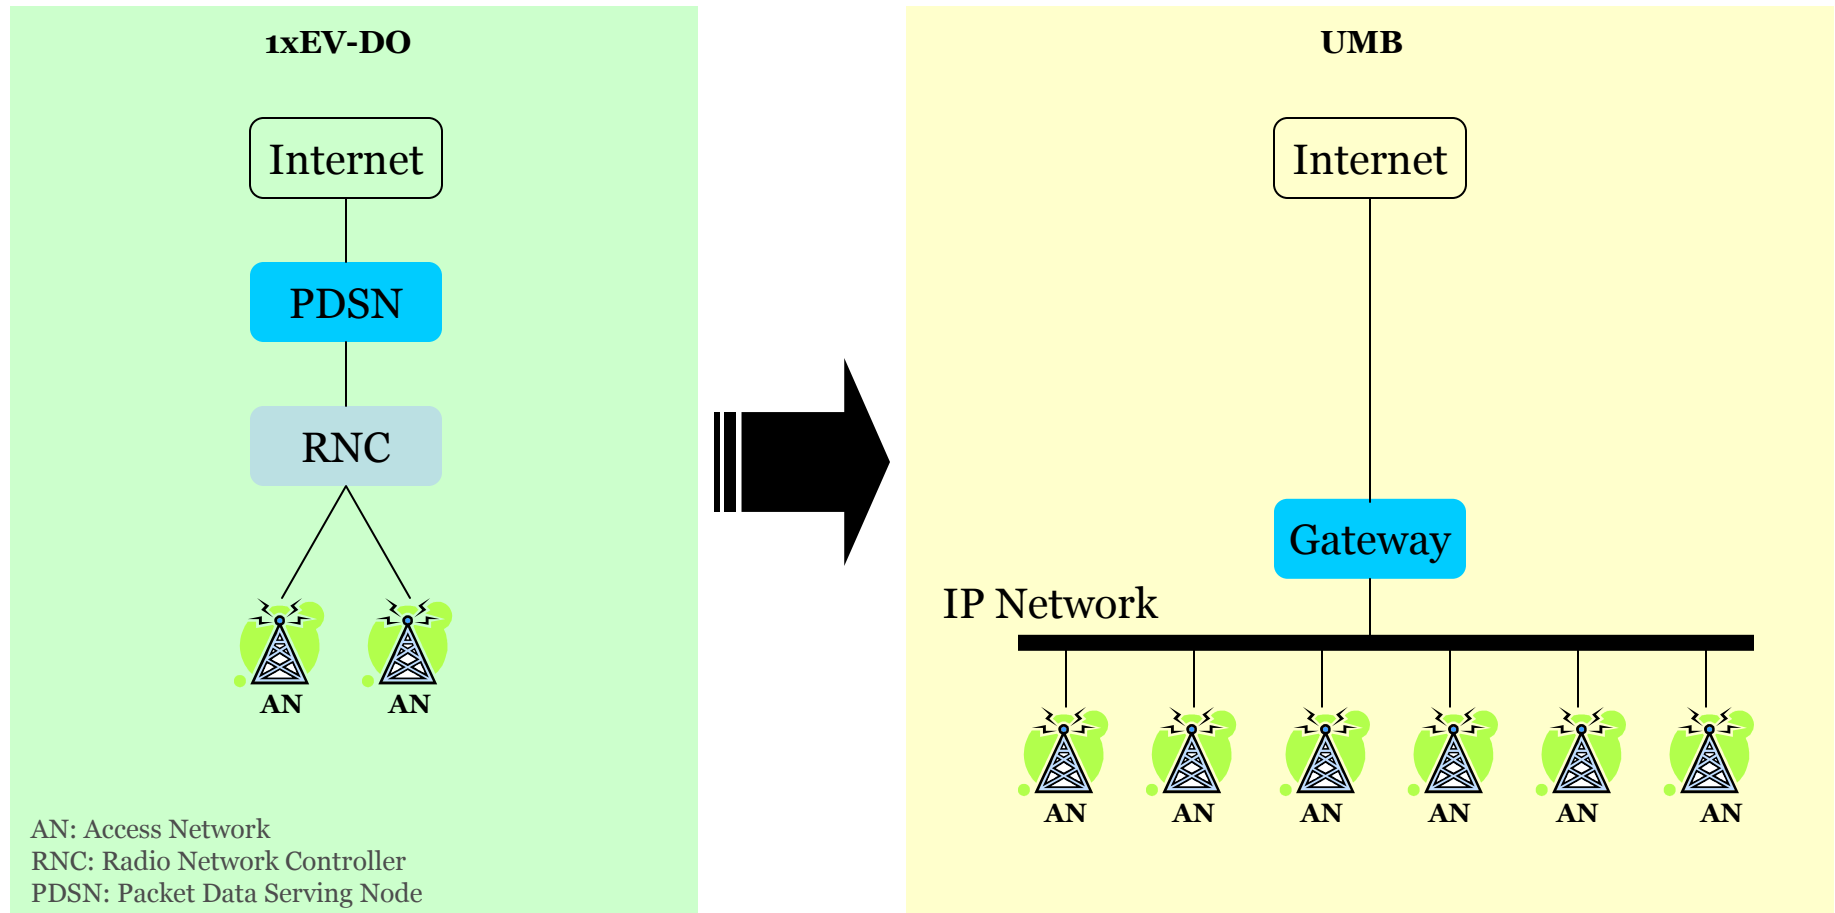 1xEV-DO
Internet
PDSN
RNC
AN
AN
AN: Access Network
RNC: Radio Network Controller
PDSN: Packet Data Serving Node
UMB
Internet
Gateway
IP Network
AN
AN
AN
AN
AN
AN